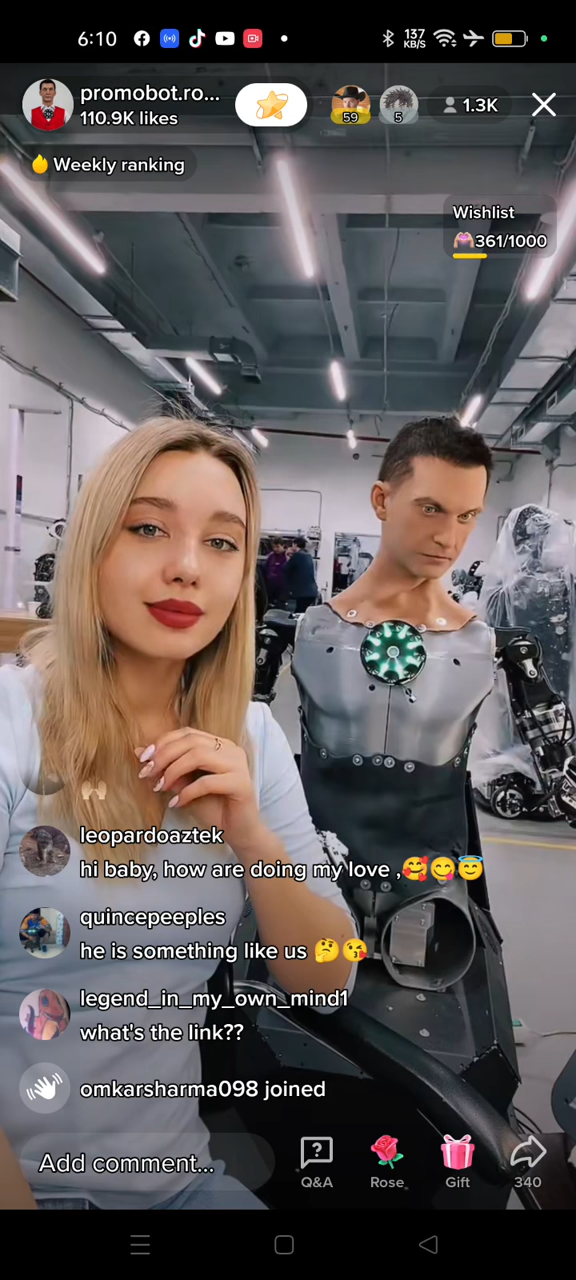 6:10
137
KB/S
promobot.ro...
110.9K likes
59
5
1.3K
Weekly ranking
Wishlist
361/1000
leopardoaztek
hi baby, how are doing my love ,🥰😋😇
quincepeeples
he is something like us 🤔😘
legend_in_my_own_mind1
what's the link??
omkarsharma098 joined
Add comment...
Q&A
Rose
Gift
340